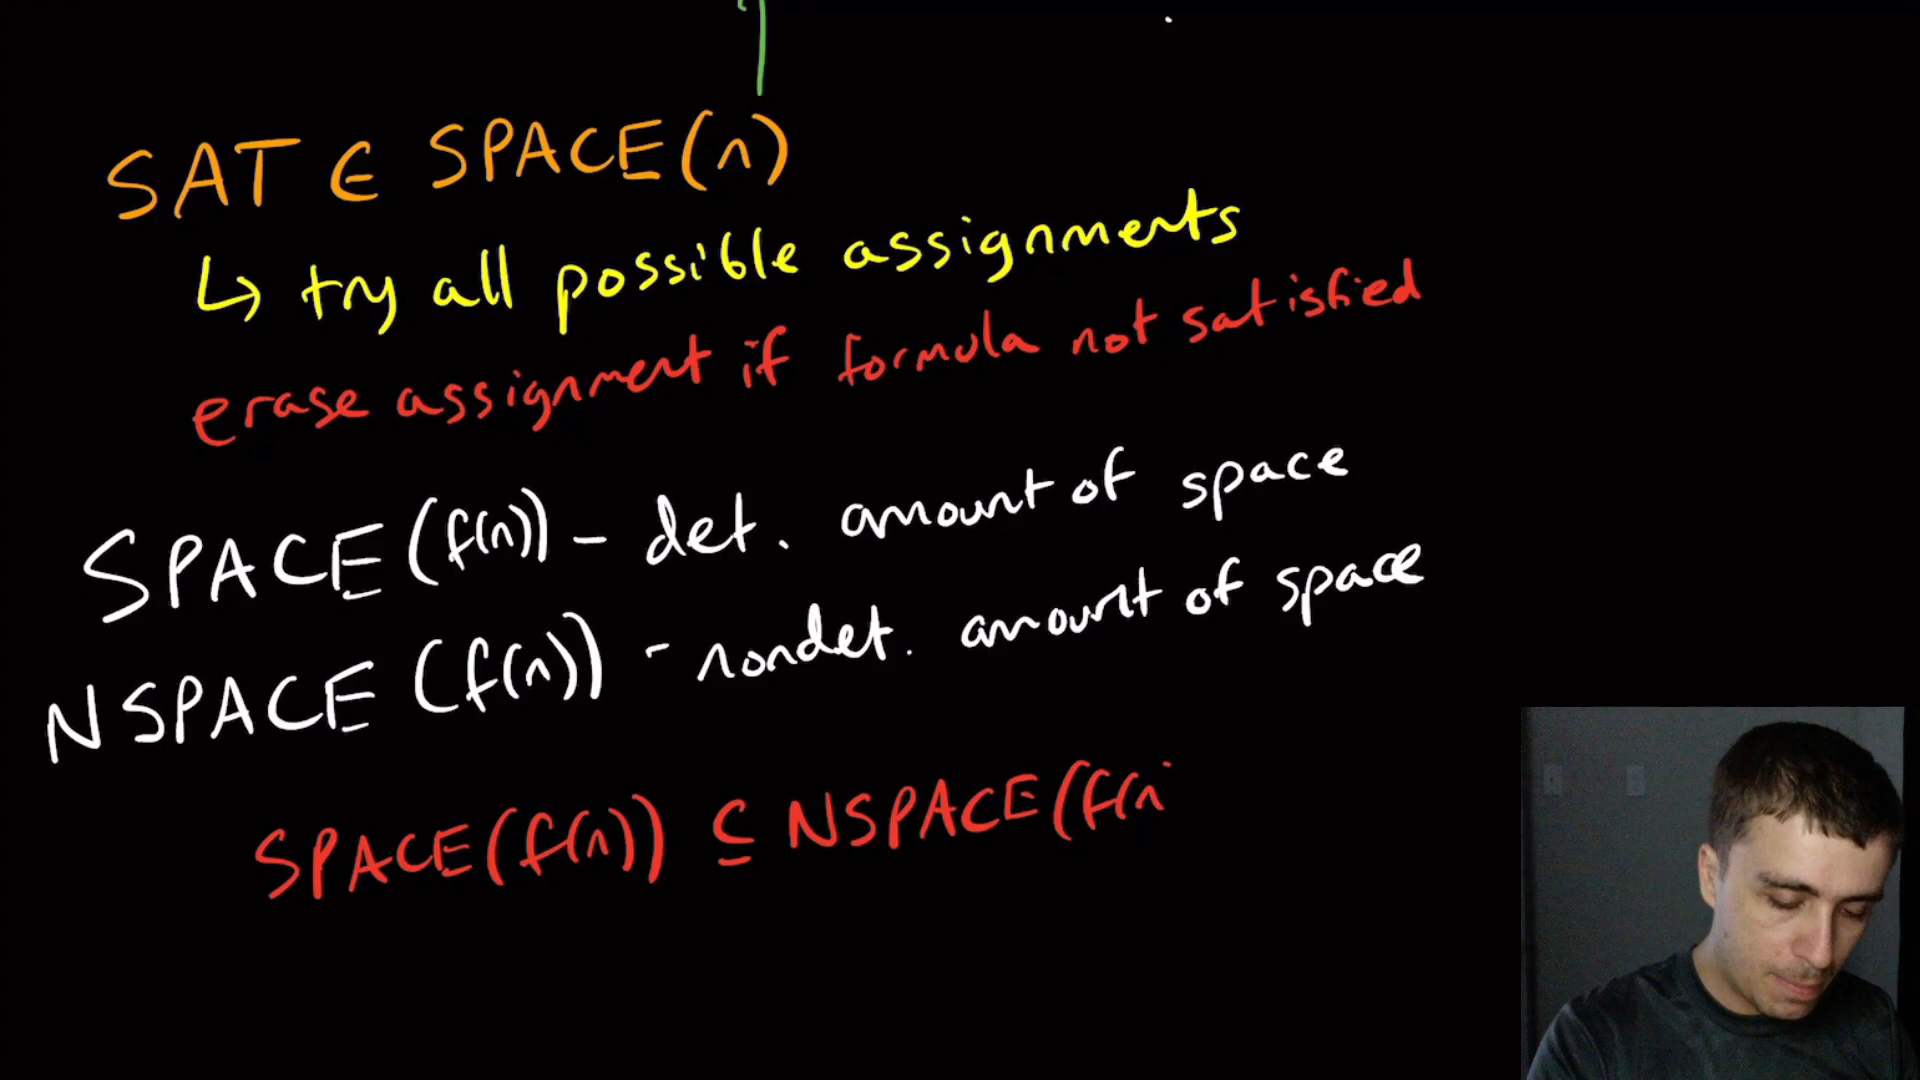 SAT ∈ SPACE(n)
↳ try all possible assignments
erase assignment if formula not satisfied
SPACE(f(n)) - det. amount of space
NSPACE(f(n)) - nondet. amount of space
SPACE(f(n)) ⊆ NSPACE(f(n